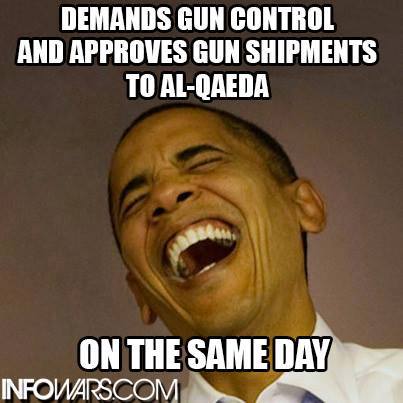 DEMANDS GUN CONTROL
AND APPROVES GUN SHIPMENTS
TO AL-QAEDA
ON THE SAME DAY
INFOWARS.COM